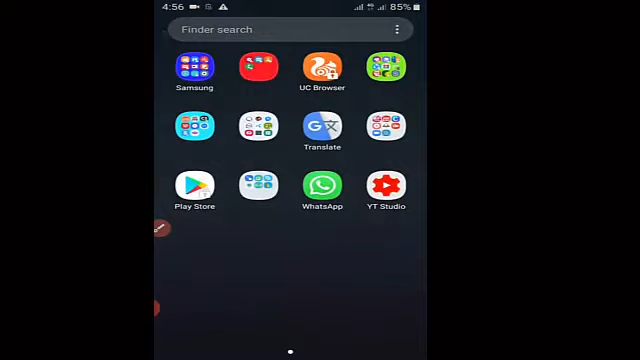 4:56
85%
Finder search
Samsung
UC Browser
Translate
Play Store
WhatsApp
YT Studio